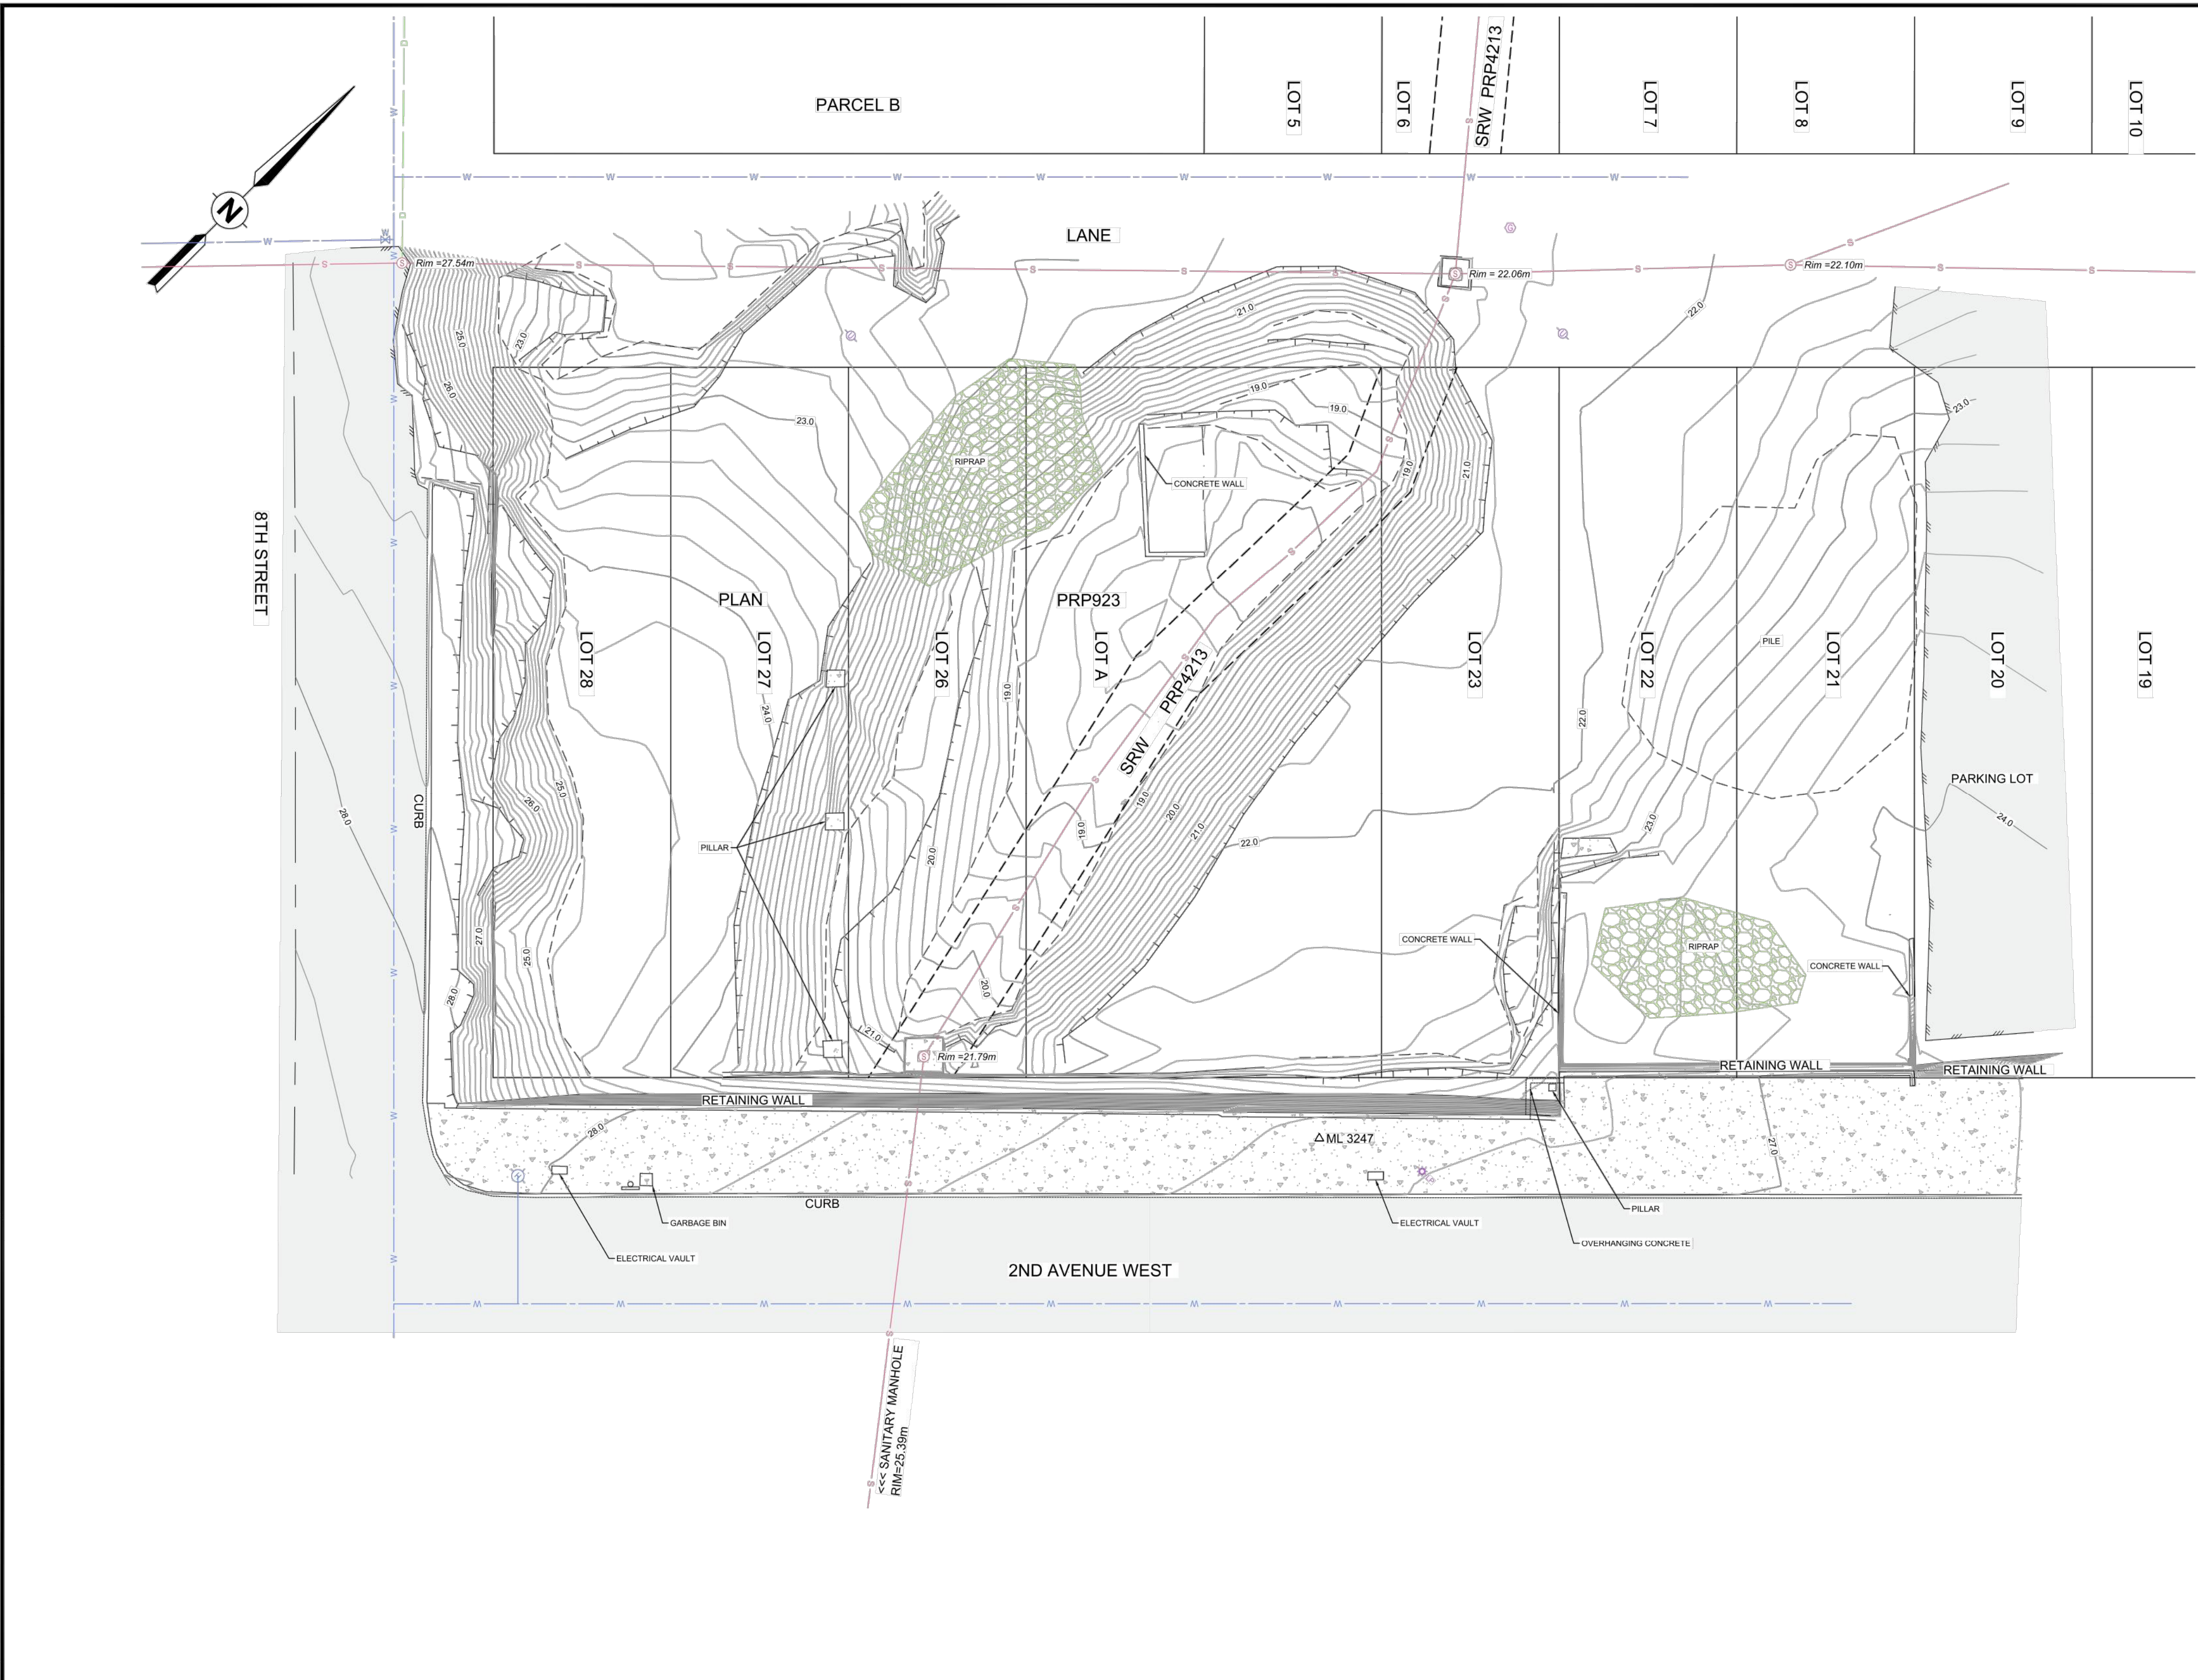 SRW PRP4213
PARCEL B
LOT 5
LOT 6
LOT 7
LOT 8
LOT 9
LOT 10
N
LANE
Rim =27.54m
Rim = 22.06m
Rim =22.10m
21.0
22.0
25.0
23.0
26.0
19.0
19.0
23.0
23.0
RIPRAP
CONCRETE WALL
19.0
21.0
8TH STREET
PLAN
PRP923
LOT 28
LOT 27
LOT 26
LOT A
LOT 23
LOT 22
PILE
LOT 21
LOT 20
LOT 19
SRW PRP4213
19.0
24.0
22.0
PARKING LOT
28.0
CURB
26.0
25.0
19.0
20.0
21.0
19.0
23.0
24.0
PILLAR
20.0
22.0
27.0
25.0
CONCRETE WALL
RIPRAP
CONCRETE WALL
28.0
20.0
21.0
Rim =21.79m
RETAINING WALL
RETAINING WALL
RETAINING WALL
28.0
ML 3247
27.0
CURB
GARBAGE BIN
ELECTRICAL VAULT
ELECTRICAL VAULT
PILLAR
OVERHANGING CONCRETE
2ND AVENUE WEST
<<< SANITARY MANHOLE
RIM=25.39m